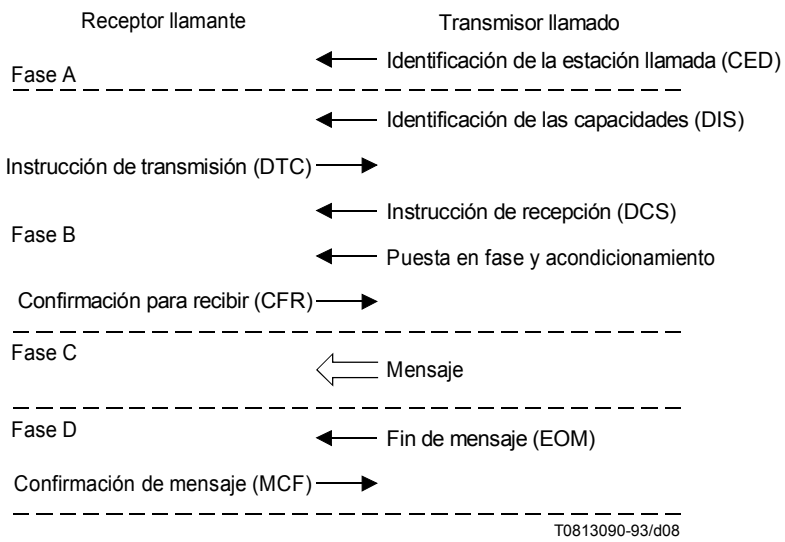 Receptor llamante Transmisor llamado
Identificación de la estación llamada (CED)
Fase A
Identificación de las capacidades (DIS)
Instrucción de transmisión (DTC)
Instrucción de recepción (DCS)
Fase B
Puesta en fase y acondicionamiento
Confirmación para recibir (CFR)
Fase C
Mensaje
Fase D
Fin de mensaje (EOM)
Confirmación de mensaje (MCF)
T0813090-93/d08